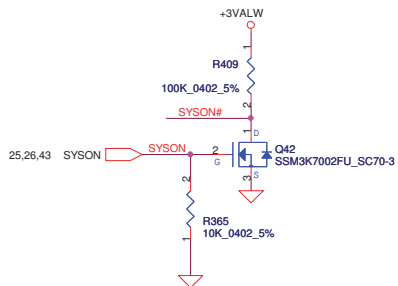 +3VALW
1
R409
100K_0402_5%
2
SYSON#
1 D
Q42
SSM3K7002FU_SC70-3
25,26,43 SYSON SYSON 2 G
3 S
2
R365
10K_0402_5%
1